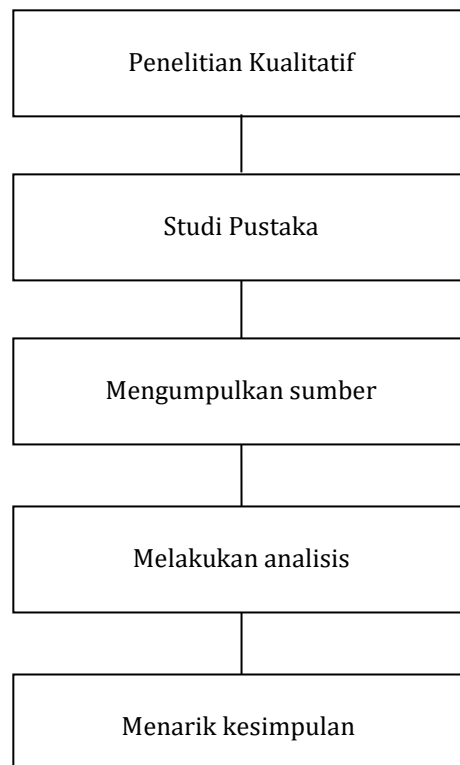 Penelitian Kualitatif
Studi Pustaka
Mengumpulkan sumber
Melakukan analisis
Menarik kesimpulan